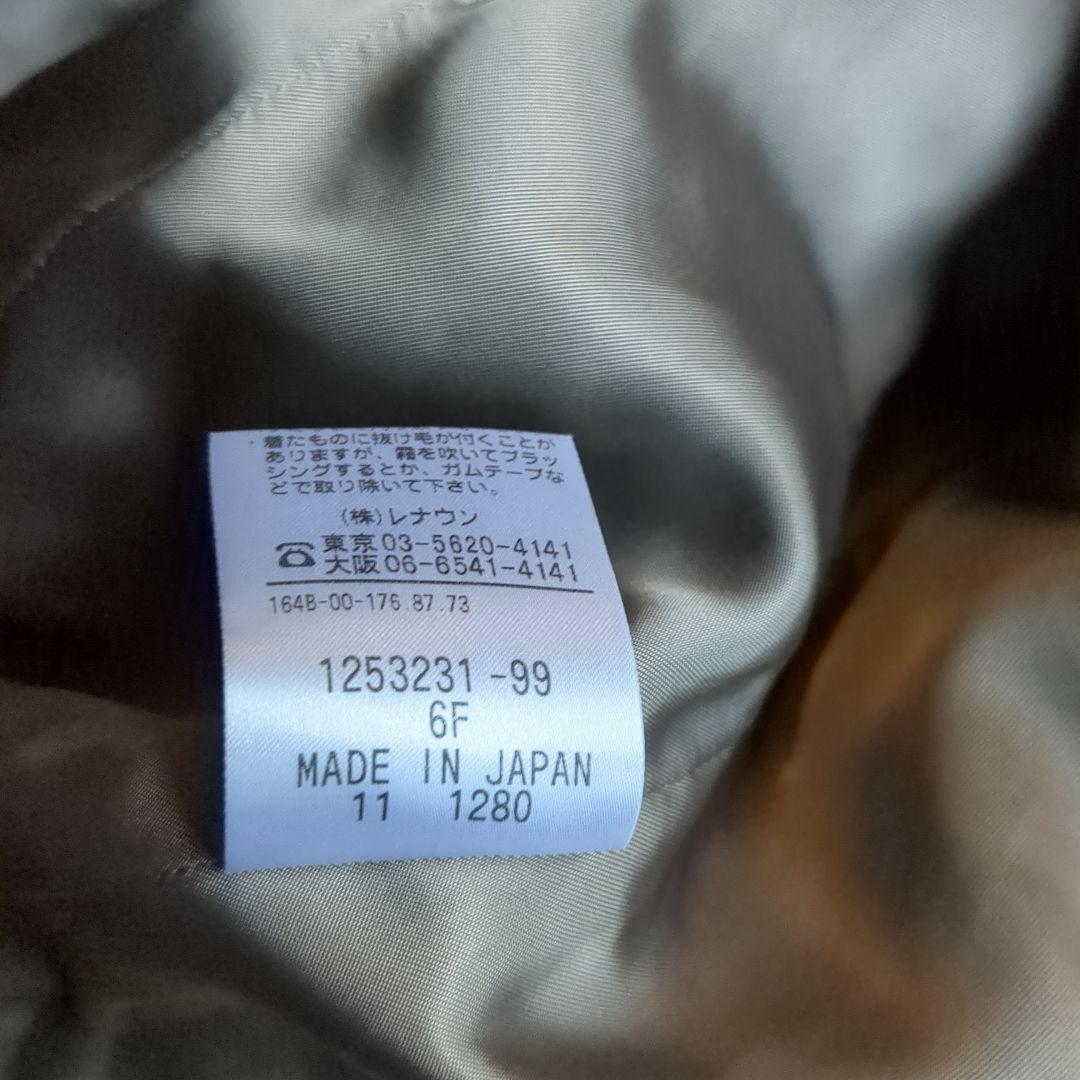 ・着たものに抜け毛が付くことが
ありますが、霧を吹いてブラッ
シングするとか、ガムテープな
どで取り除いて下さい。
(株)レナウン
☎東京03-5620-4141
大阪06-6541-4141
164B-00-176.87.73
1253231-99
6F
MADE IN JAPAN
11 1280